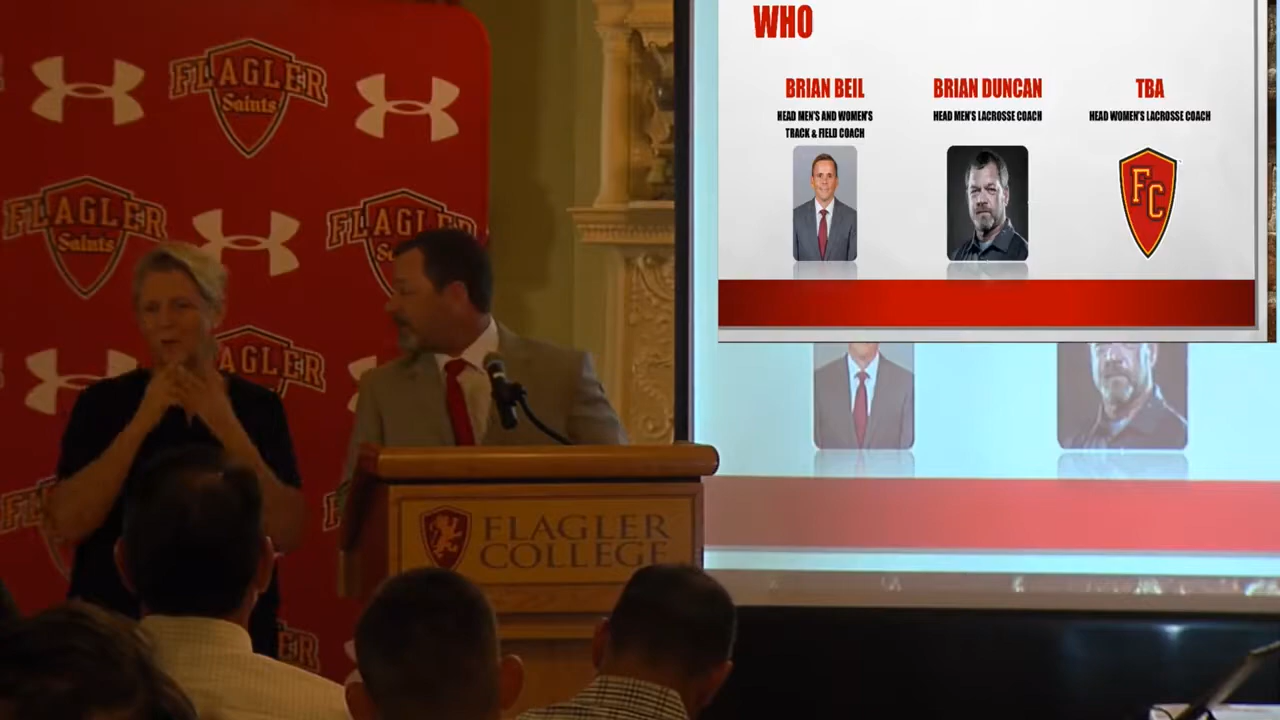 WHO
BRIAN BEIL
HEAD MEN'S AND WOMEN'S
TRACK & FIELD COACH
BRIAN DUNCAN
HEAD MEN'S LACROSSE COACH
TBA
HEAD WOMEN'S LACROSSE COACH
FC
FLAGLER
Saints
FLAGLER
Saints
FLAGLER
FLAGLER
FLAGLER
COLLEGE